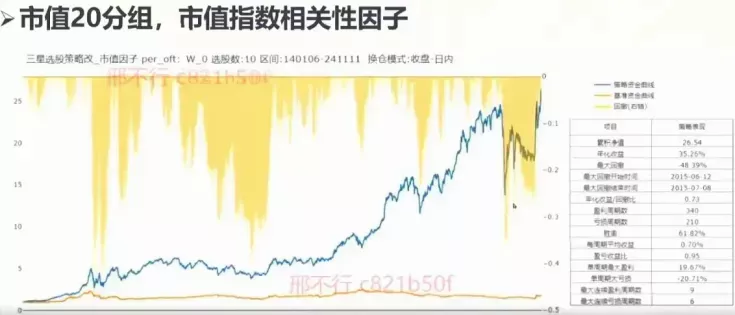 ➢市值20分组，市值指数相关性因子
三星选股策略改_市值因子 per_oft: W_0 选股数:10 区间:140106-241111 换仓模式:收盘-日内
邢不行 c821b50f
0
25
20
15
10
5
-0.1
-0.2
-0.3
-0.4
-0.5
策略资金曲线
基准资金曲线
回撤(右轴)
项目 策略表现
累积净值 26.54
年化收益 35.26%
最大回撤 -48.39%
最大回撤开始时间 2015-06-12
最大回撤结束时间 2015-07-08
年化收益/回撤比 0.73
盈利周期数 340
亏损周期数 210
胜率 61.82%
每周期平均收益 0.70%
盈亏收益比 0.95
单周期最大盈利 19.67%
单周期最大亏损 -20.71%
最大连续盈利周期数 9
最大连续亏损周期数 6
邢不行 c821b50f